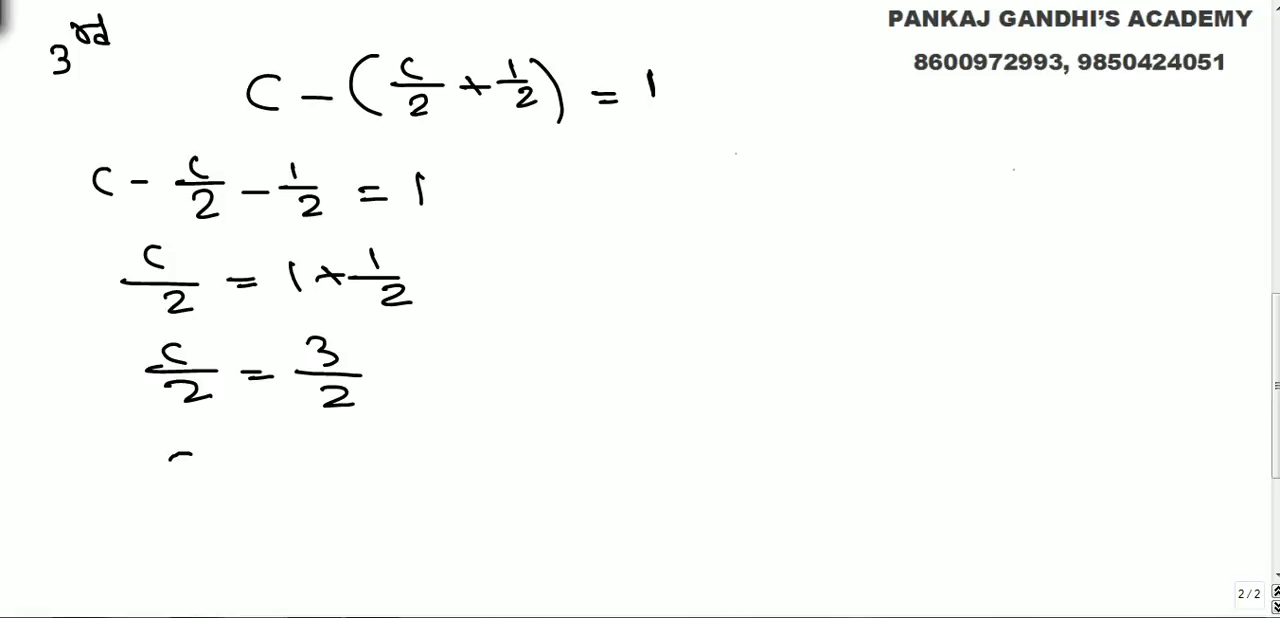 PANKAJ GANDHI'S ACADEMY
8600972993, 9850424051
3rd
C - (C/2 + 1/2) = 1
C - C/2 - 1/2 = 1
C/2 = 1 + 1/2
C/2 = 3/2
2/2